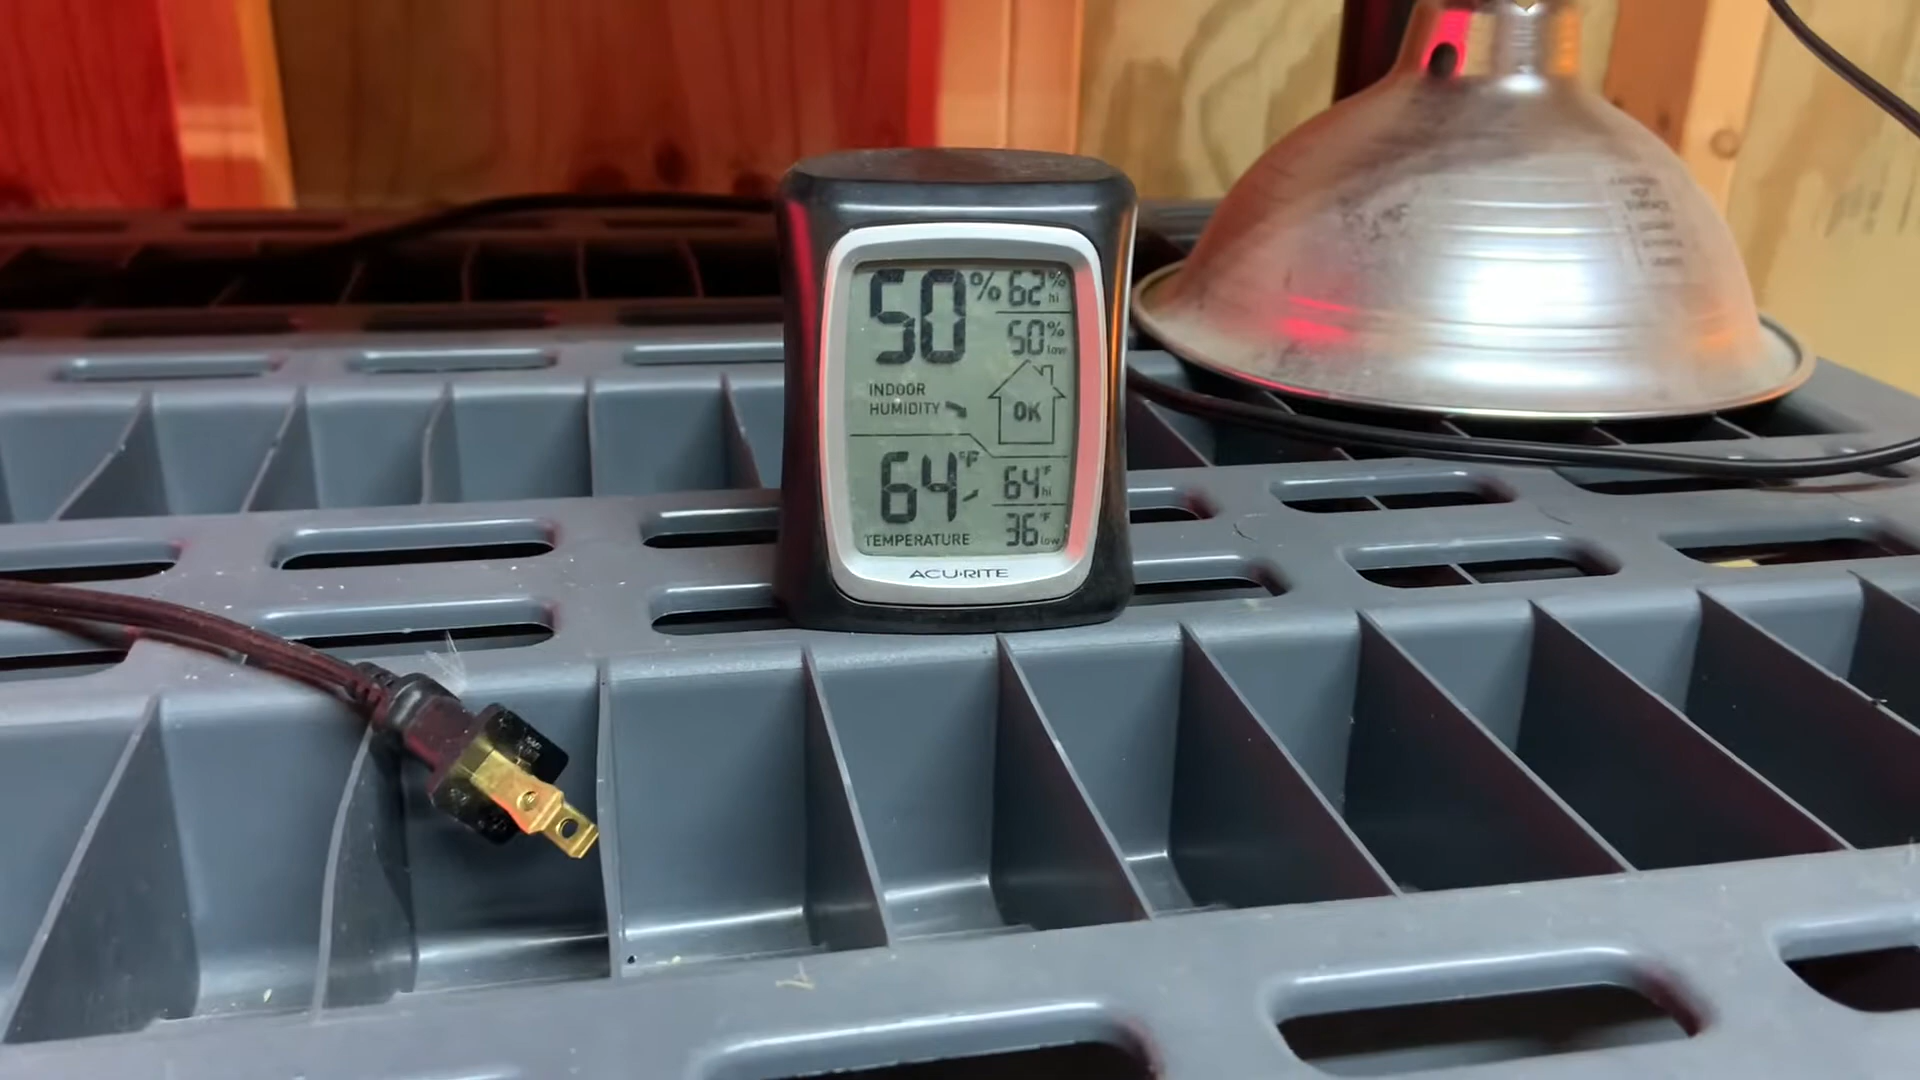 50% 62% hi
50% low
INDOOR
HUMIDITY
OK
64°F 64°F hi
36°F low
TEMPERATURE
ACU·RITE